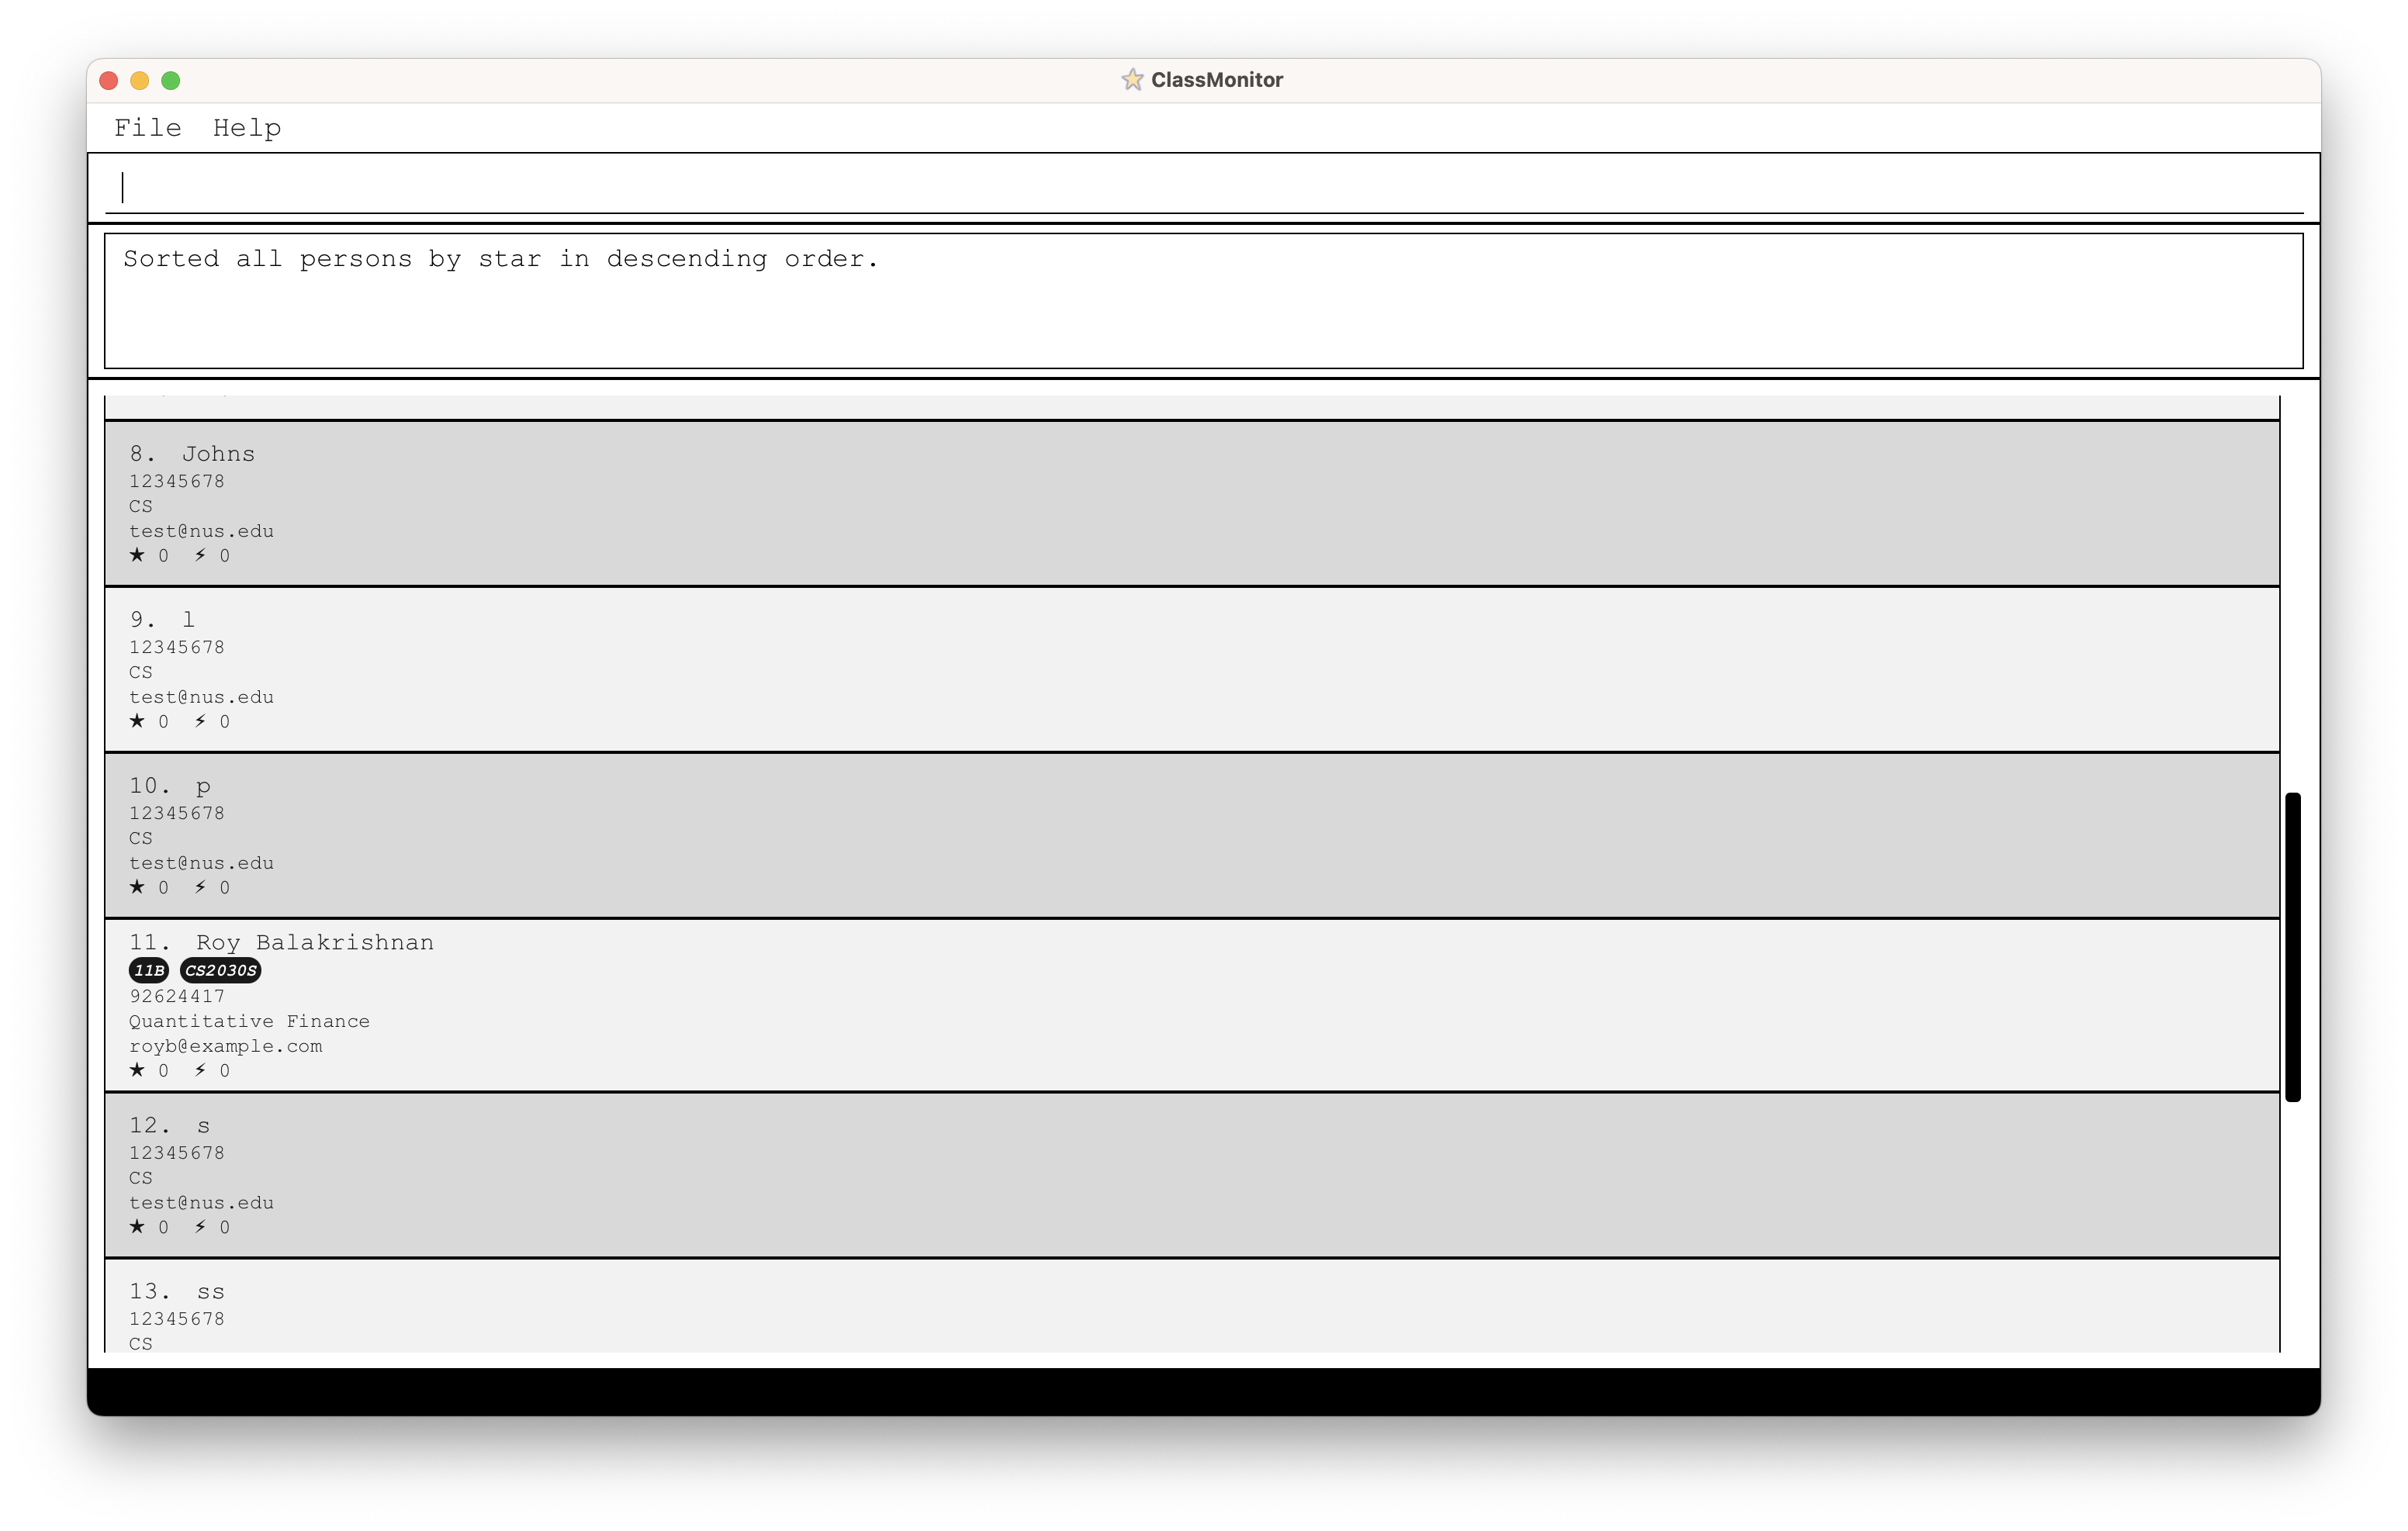 ClassMonitor
File Help
Sorted all persons by star in descending order.
8. Johns
12345678
CS
test@nus.edu
★ 0 ⚡ 0
9. l
12345678
CS
test@nus.edu
★ 0 ⚡ 0
10. p
12345678
CS
test@nus.edu
★ 0 ⚡ 0
11. Roy Balakrishnan
11B CS2030S
92624417
Quantitative Finance
royb@example.com
★ 0 ⚡ 0
12. s
12345678
CS
test@nus.edu
★ 0 ⚡ 0
13. ss
12345678
CS